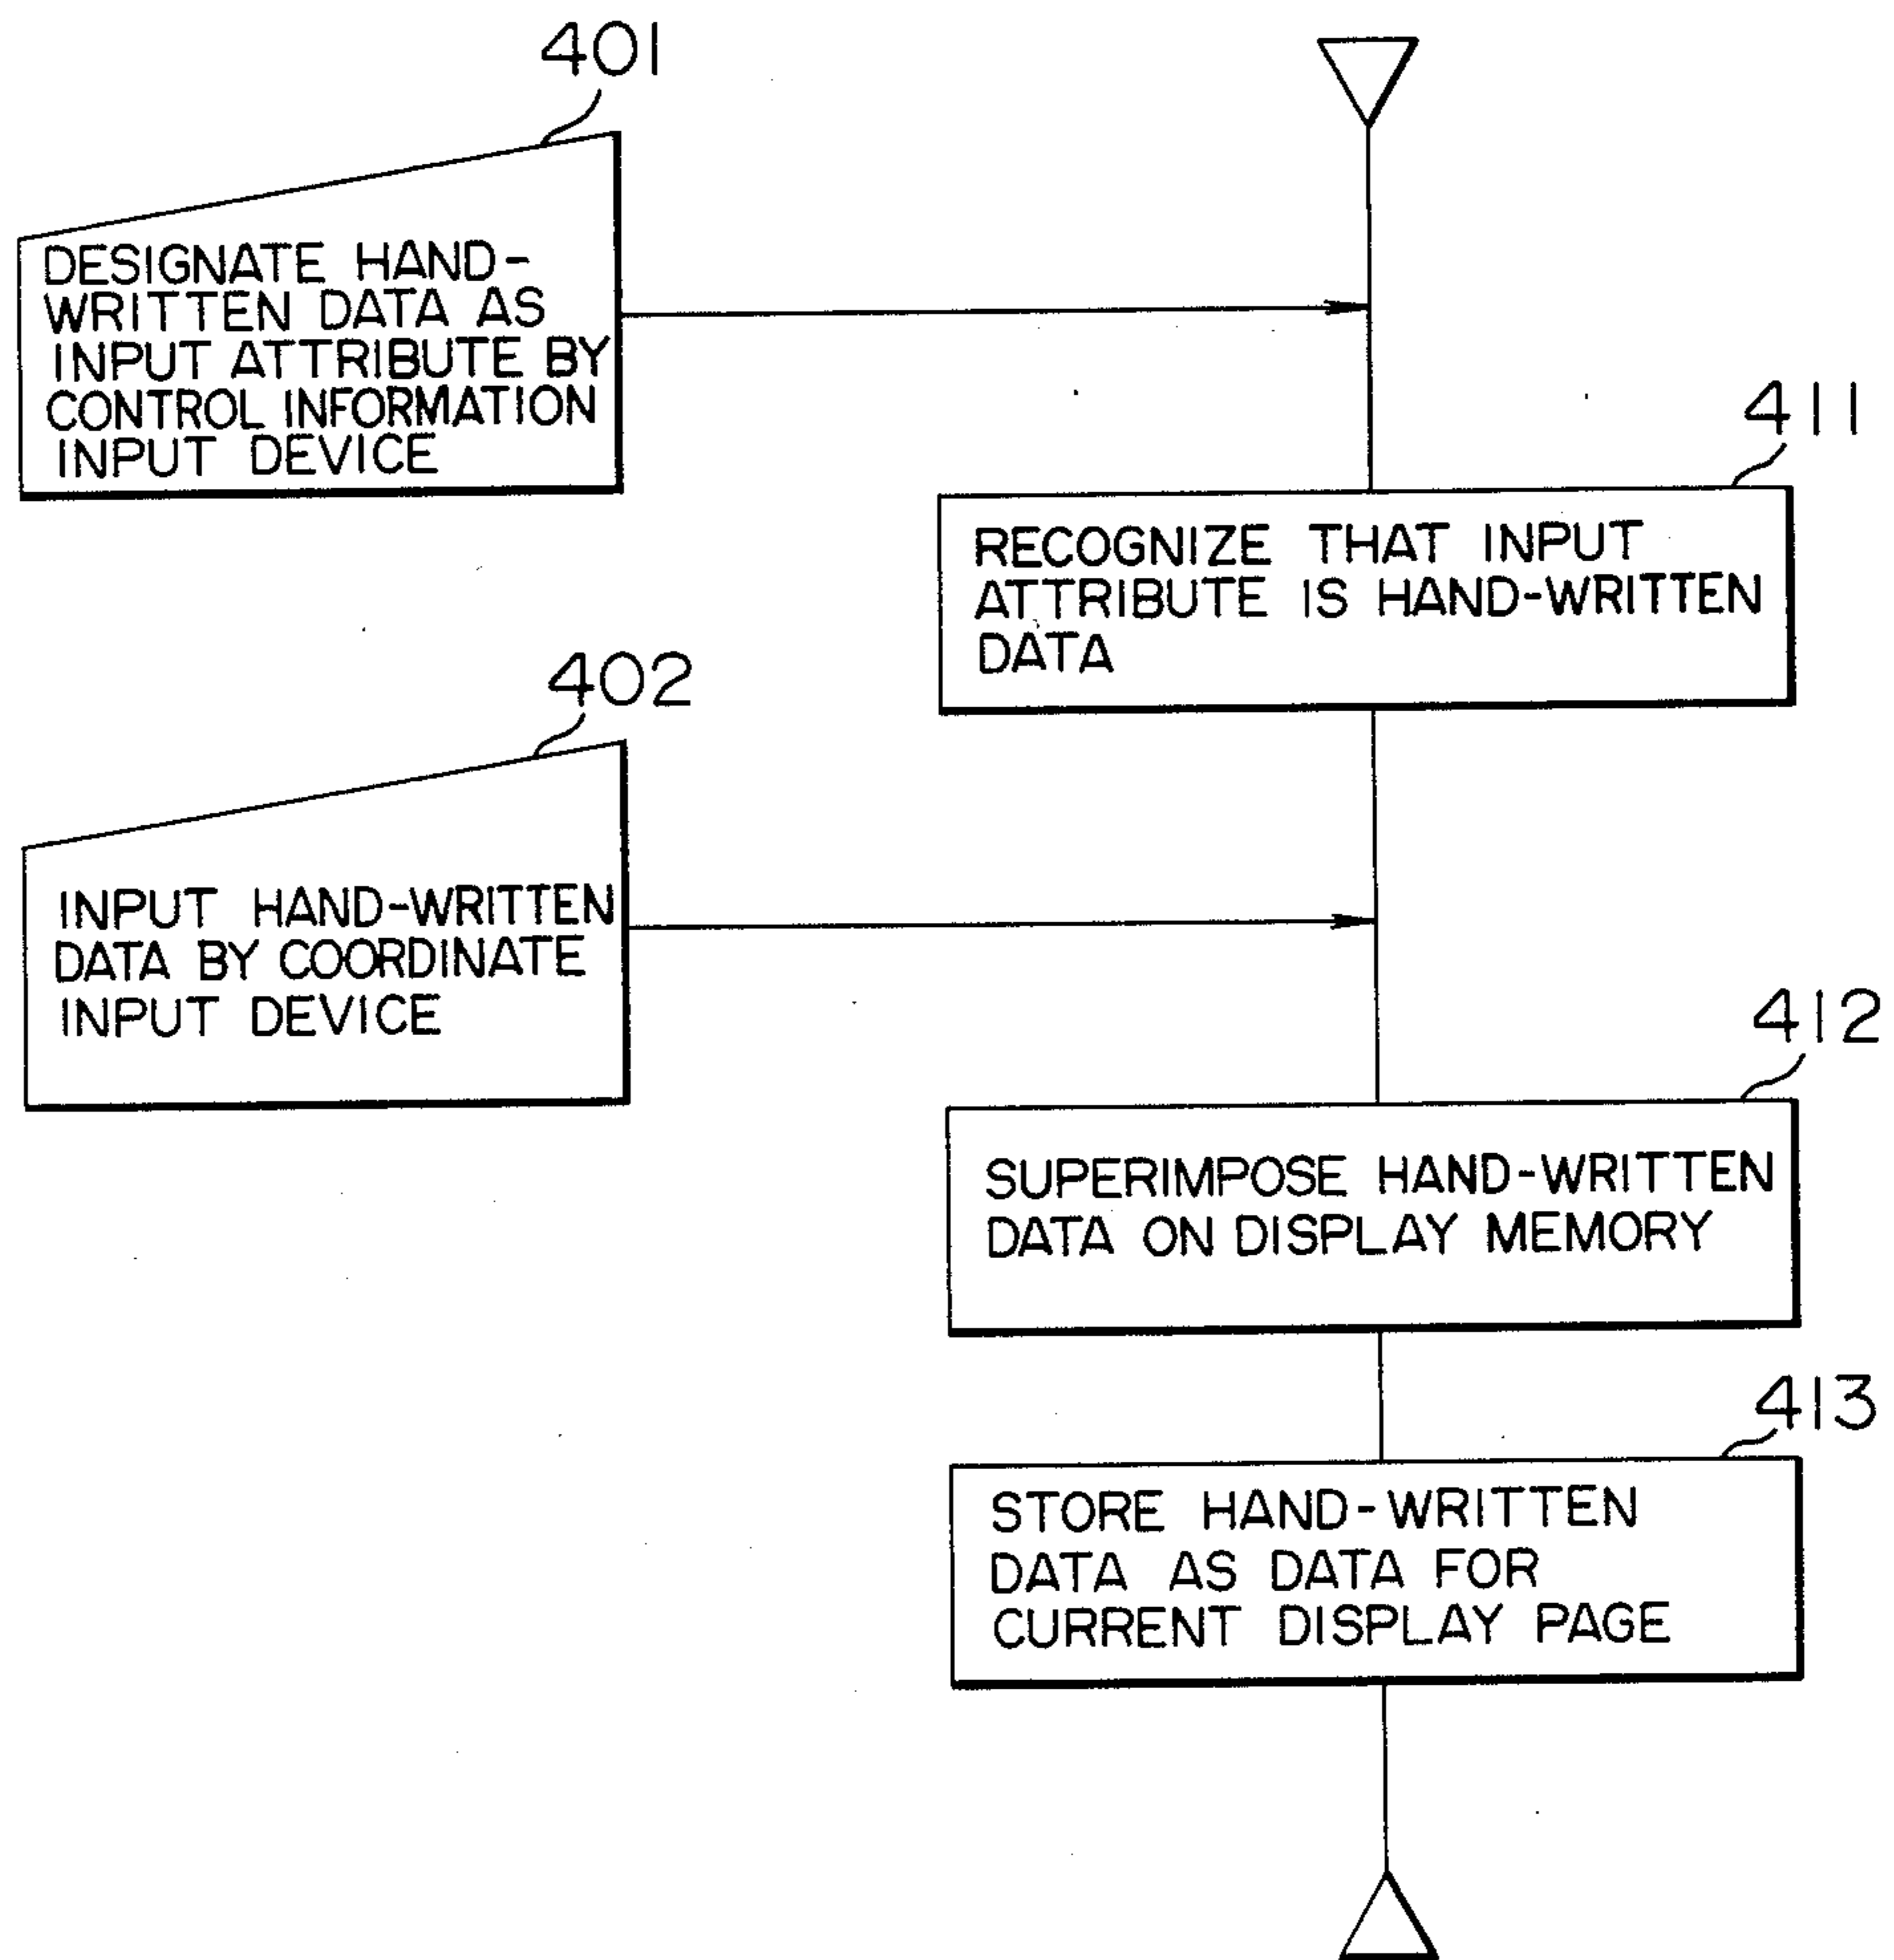 401
DESIGNATE HAND-
WRITTEN DATA AS
INPUT ATTRIBUTE BY
CONTROL INFORMATION
INPUT DEVICE
411
RECOGNIZE THAT INPUT
ATTRIBUTE IS HAND-WRITTEN
DATA
402
INPUT HAND-WRITTEN
DATA BY COORDINATE
INPUT DEVICE
412
SUPERIMPOSE HAND-WRITTEN
DATA ON DISPLAY MEMORY
413
STORE HAND-WRITTEN
DATA AS DATA FOR
CURRENT DISPLAY PAGE